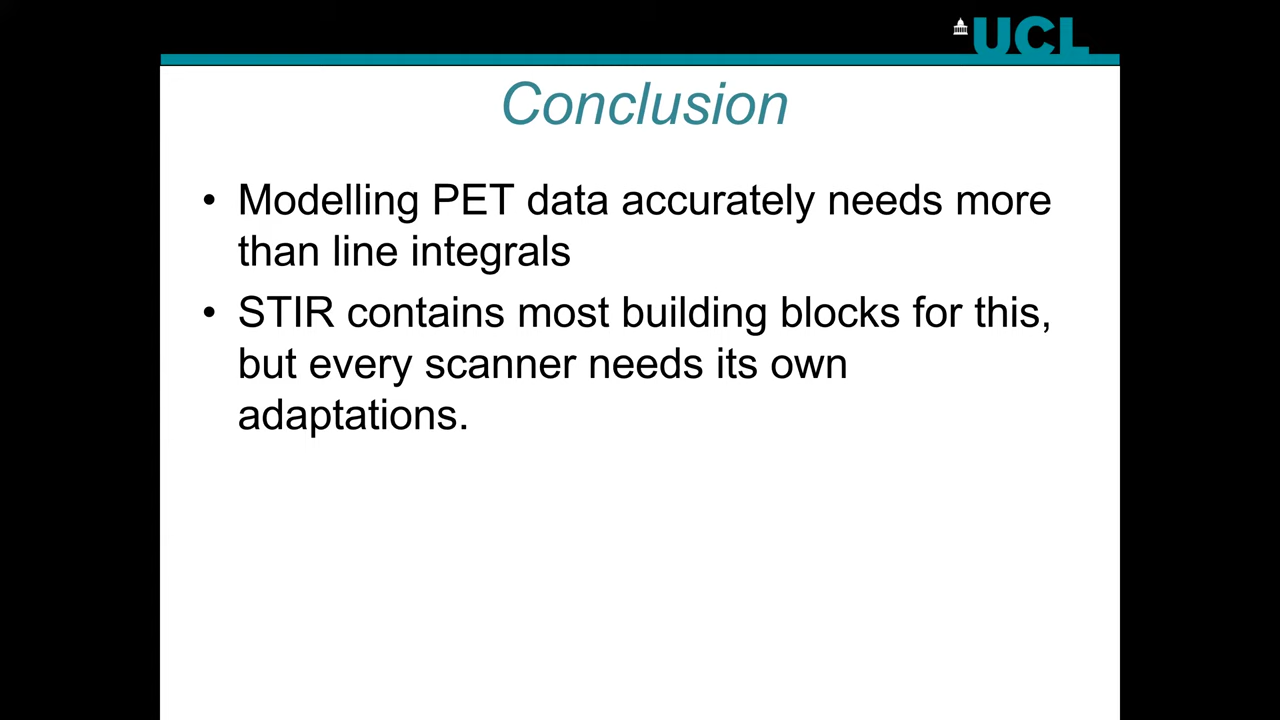 UCL
Conclusion
• Modelling PET data accurately needs more
than line integrals
• STIR contains most building blocks for this,
but every scanner needs its own
adaptations.